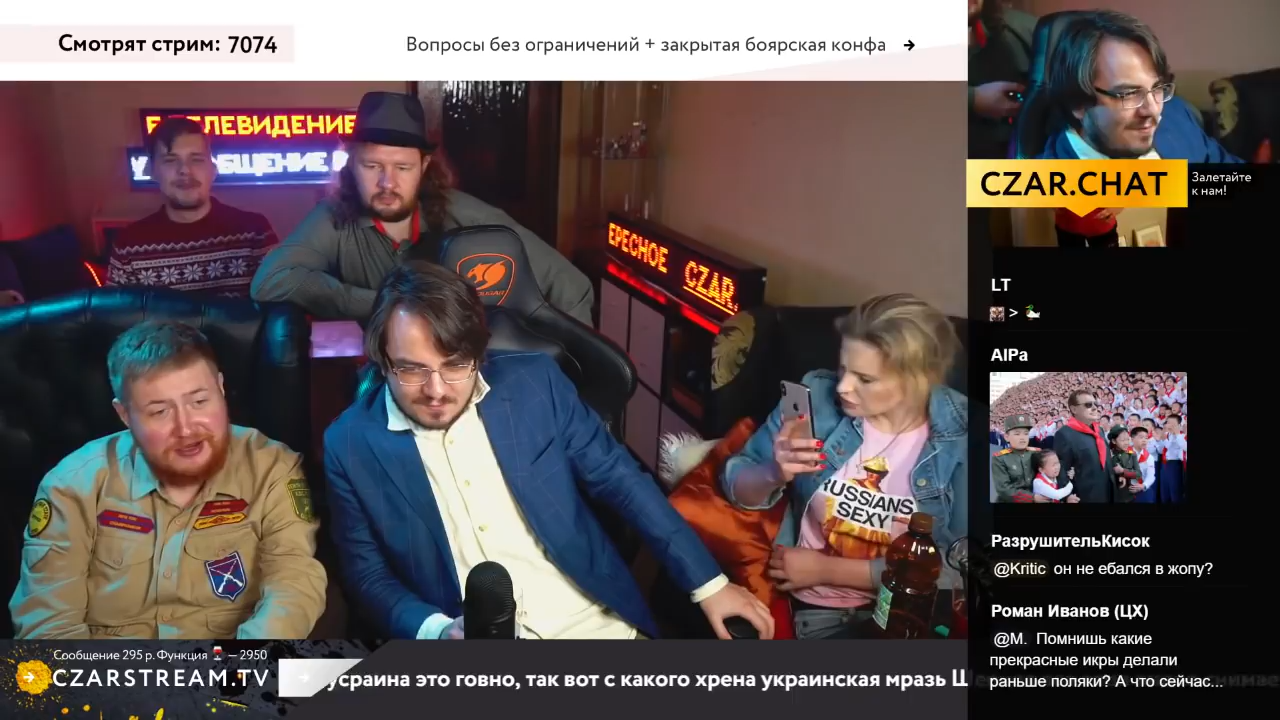 Смотрят стрим: 7074
Вопросы без ограничений + закрытая боярская конфа →
ЕЛЕВИДЕНИЕ
ЕРЕСНОЕ CZAR.
COUGAR
RUSSIANS
SEXY
CZAR.CHAT
Залетайте
к нам!
LT
>
AlPa
РазрушительКисок
@Kritic он не ебался в жопу?
Роман Иванов (ЦХ)
@М. Помнишь какие
прекрасные икры делали
раньше поляки? А что сейчас...
Сообщение 295 р. Функция 🍷 — 2950
CZARSTREAM.TV
усраина это говно, так вот с какого хрена украинская мразь Ш